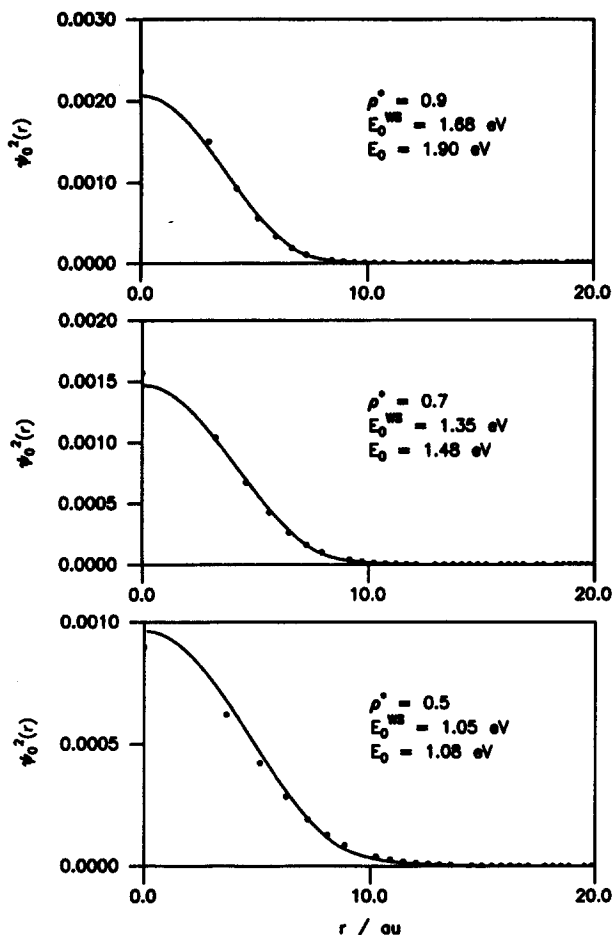 0.0030
0.0020
0.0010
0.0000
ψ₀²(r)
ρ* = 0.9
E₀ᵂˢ = 1.68 eV
E₀ = 1.90 eV
0.0 10.0 20.0
0.0020
0.0015
0.0010
0.0005
0.0000
ψ₀²(r)
ρ* = 0.7
E₀ᵂˢ = 1.35 eV
E₀ = 1.48 eV
0.0 10.0 20.0
0.0010
0.0005
0.0000
ψ₀²(r)
ρ* = 0.5
E₀ᵂˢ = 1.05 eV
E₀ = 1.08 eV
0.0 10.0 20.0
r / au